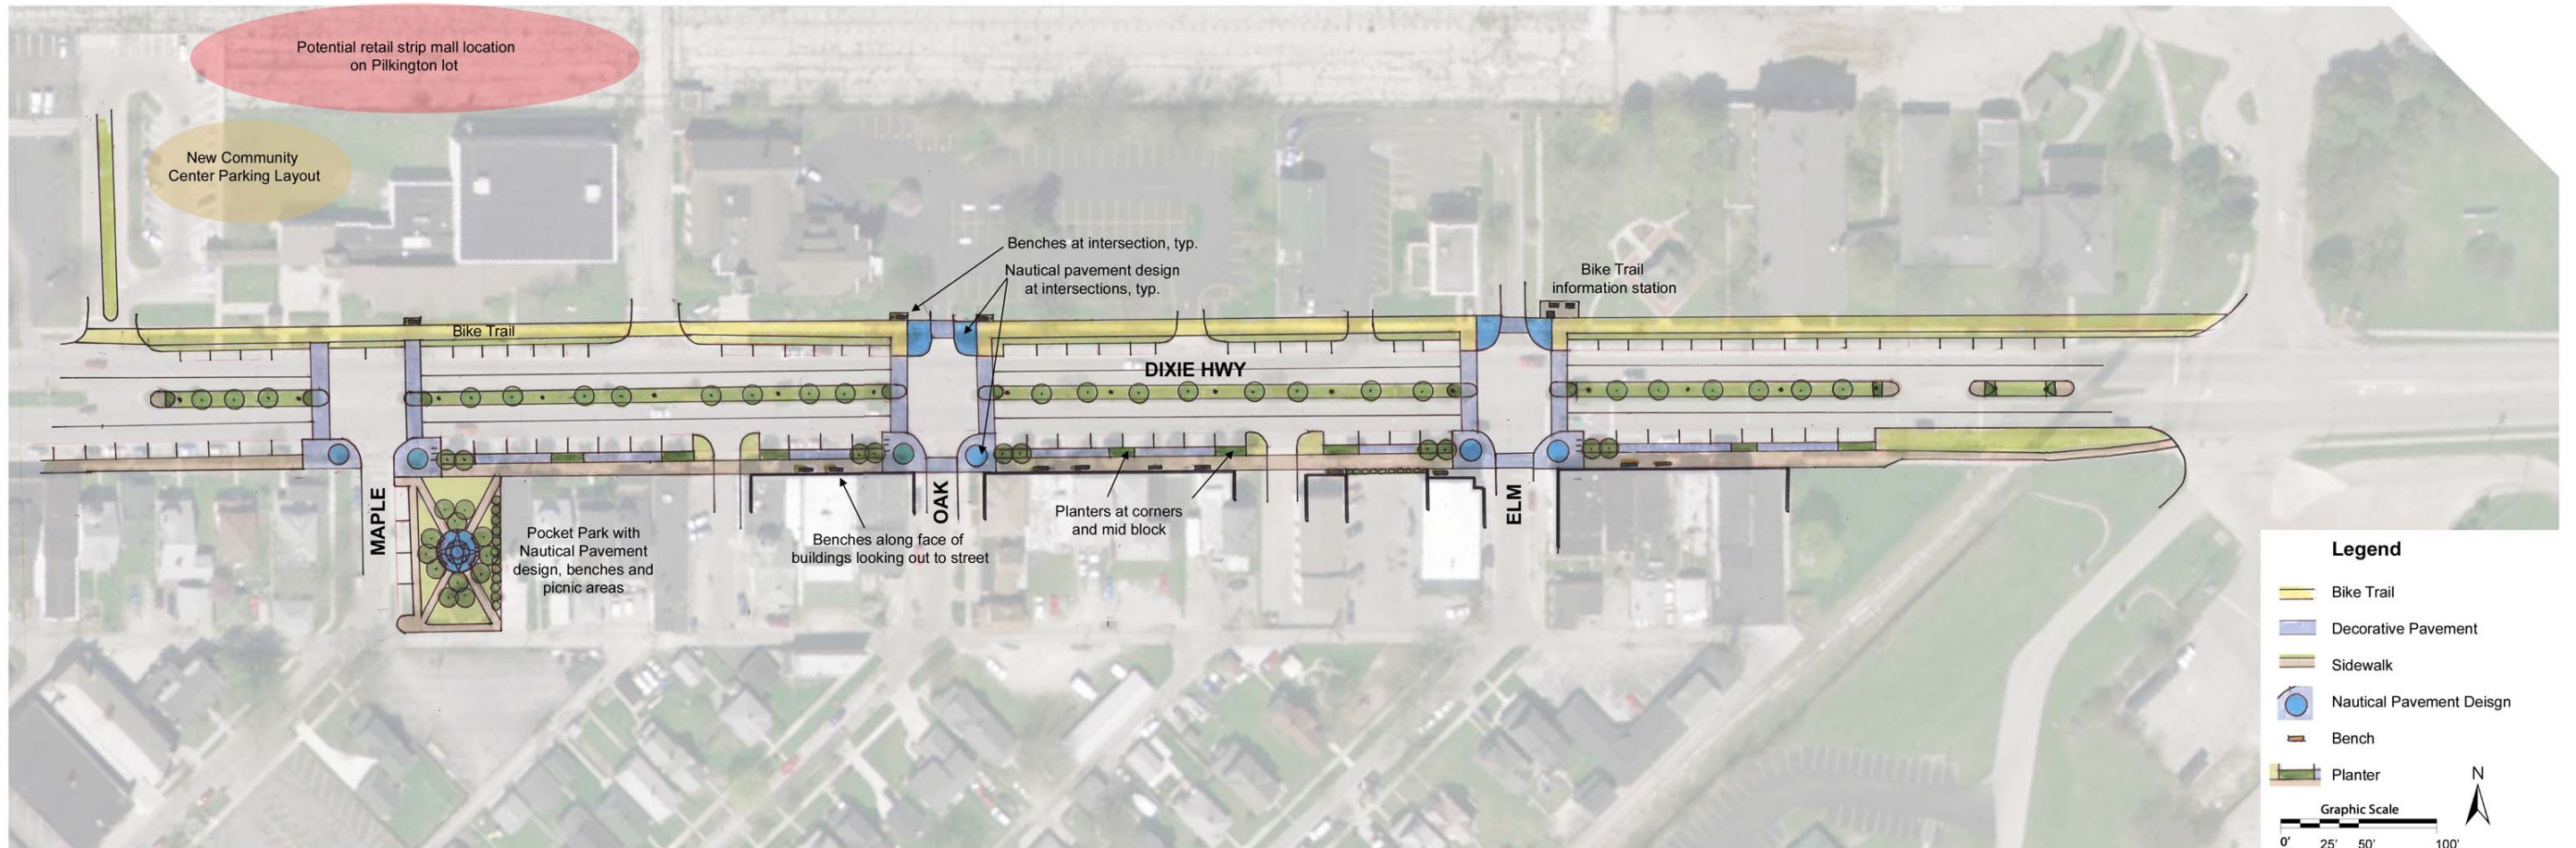 Potential retail strip mall location
on Pilkington lot
New Community
Center Parking Layout
Benches at intersection, typ.
Nautical pavement design
at intersections, typ.
Bike Trail
information station
Bike Trail
DIXIE HWY
MAPLE
OAK
ELM
Pocket Park with
Nautical Pavement
design, benches and
picnic areas
Benches along face of
buildings looking out to street
Planters at corners
and mid block
Legend
Bike Trail
Decorative Pavement
Sidewalk
Nautical Pavement Deisgn
Bench
Planter
N
Graphic Scale
0' 25' 50' 100'